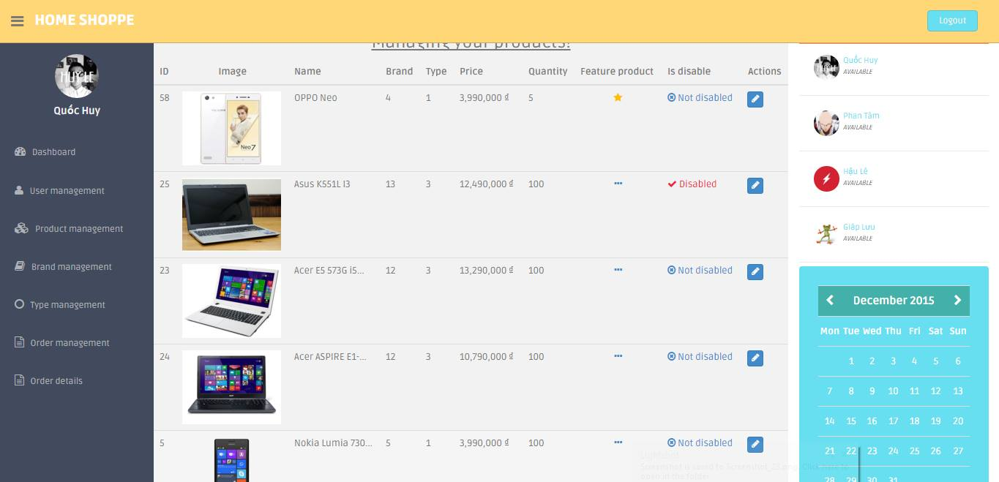 HOME SHOPPE
Logout
Quốc Huy
Dashboard
User management
Product management
Brand management
Type management
Order management
Order details
Managing your products!
ID Image Name Brand Type Price Quantity Feature product Is disable Actions
58 OPPO Neo 4 1 3,990,000 ₫ 5 Not disabled
Neo 7
25 Asus K551L I3 13 3 12,490,000 ₫ 100 Disabled
23 Acer E5 573G i5... 12 3 13,290,000 ₫ 100 Not disabled
24 Acer ASPIRE E1-... 12 3 10,790,000 ₫ 100 Not disabled
5 Nokia Lumia 730... 5 1 3,990,000 ₫ 100 Not disabled
Quốc Huy
AVAILABLE
Phan Tâm
AVAILABLE
Hậu Lê
AVAILABLE
Giáp Lưu
AVAILABLE
December 2015
Mon Tue Wed Thu Fri Sat Sun
1 2 3 4 5 6
7 8 9 10 11 12 13
14 15 16 17 18 19 20
21 22 23 24 25 26 27
28 29 30 31
Lightshot
Screenshot is saved to Screenshot_23.png. Click here to
open in the folder.